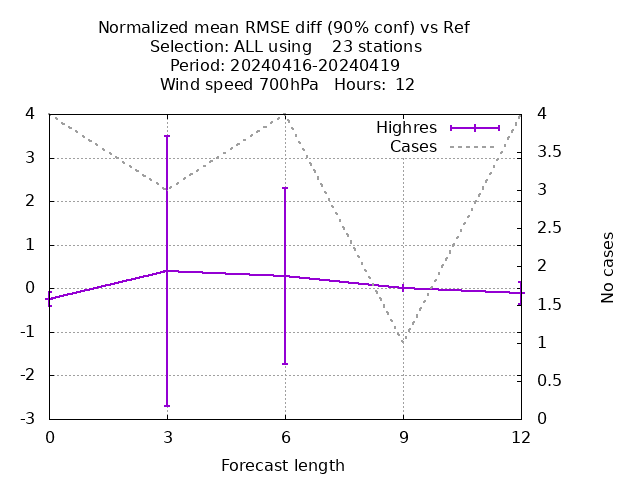 Normalized mean RMSE diff (90% conf) vs Ref
Selection: ALL using    23 stations
Period: 20240416-20240419
Wind speed 700hPa   Hours:  12
Highres
Cases
4
3
2
1
0
-1
-2
-3
4
3.5
3
2.5
2
1.5
1
0.5
0
No cases
0 3 6 9 12
Forecast length